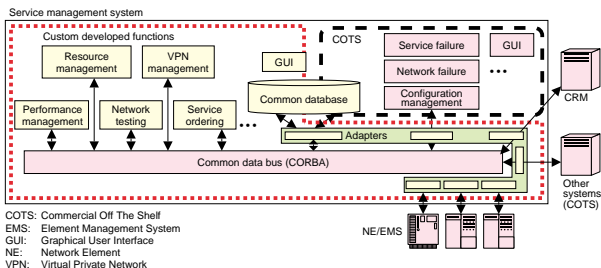 Service management system
Custom developed functions
Resource
management
VPN
management
GUI
COTS
Service failure
GUI
Network failure
•••
Configuration
management
CRM
Performance
management
Network
testing
Service
ordering
•••
Common database
Adapters
Common data bus (CORBA)
Other
systems
(COTS)
NE/EMS
COTS: Commercial Off The Shelf
EMS: Element Management System
GUI: Graphical User Interface
NE: Network Element
VPN: Virtual Private Network